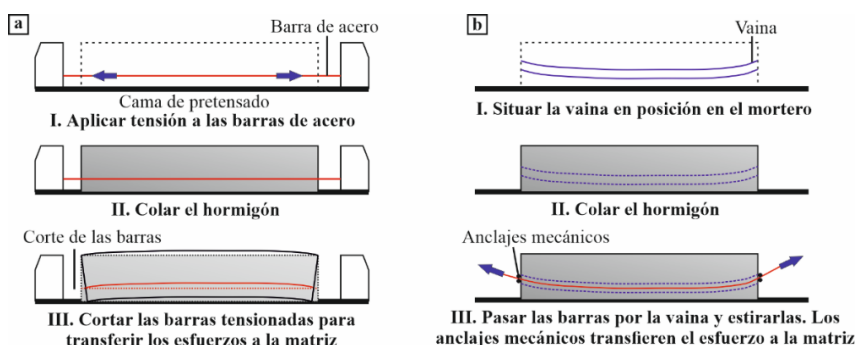 a
Barra de acero
Cama de pretensado
I. Aplicar tensión a las barras de acero
II. Colar el hormigón
Corte de las barras
III. Cortar las barras tensionadas para
transferir los esfuerzos a la matriz
b
Vaina
I. Situar la vaina en posición en el mortero
II. Colar el hormigón
Anclajes mecánicos
III. Pasar las barras por la vaina y estirarlas. Los
anclajes mecánicos transfieren el esfuerzo a la matriz